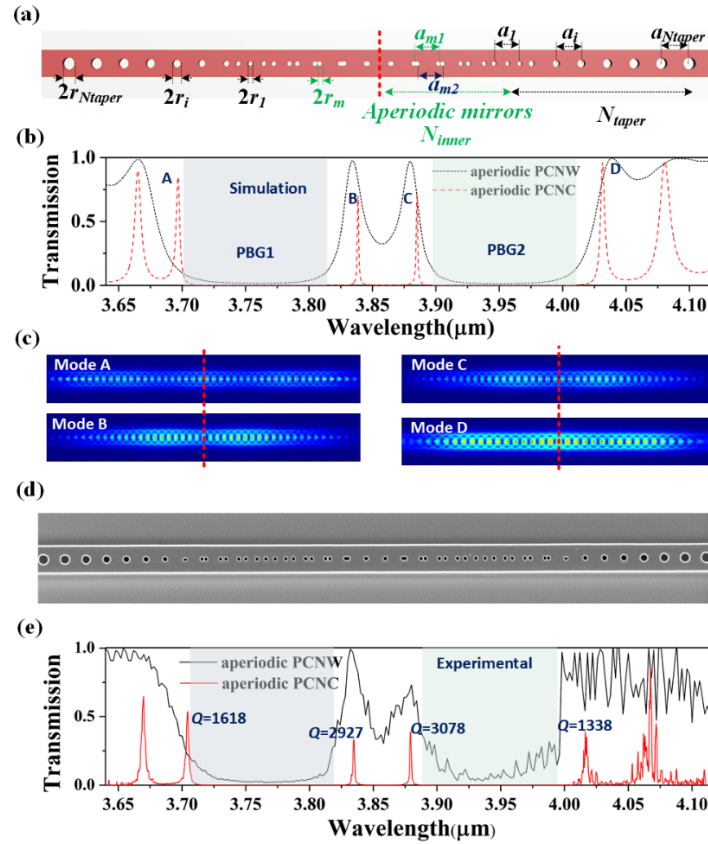 (a)
a_m1 a_1 a_i a_Ntaper
2r_Ntaper 2r_i 2r_1 2r_m a_m2
Aperiodic mirrors
N_inner
N_taper
(b)
Transmission
1.0
0.5
0.0
A
Simulation
PBG1
B
C
aperiodic PCNW
aperiodic PCNC
PBG2
D
3.65 3.70 3.75 3.80 3.85 3.90 3.95 4.00 4.05 4.10
Wavelength(μm)
(c)
Mode A
Mode C
Mode B
Mode D
(d)
(e)
Transmission
1.0
0.5
0.0
aperiodic PCNW
aperiodic PCNC
Experimental
Q=1618
Q=2927
Q=3078
Q=1338
3.65 3.70 3.75 3.80 3.85 3.90 3.95 4.00 4.05 4.10
Wavelength(μm)